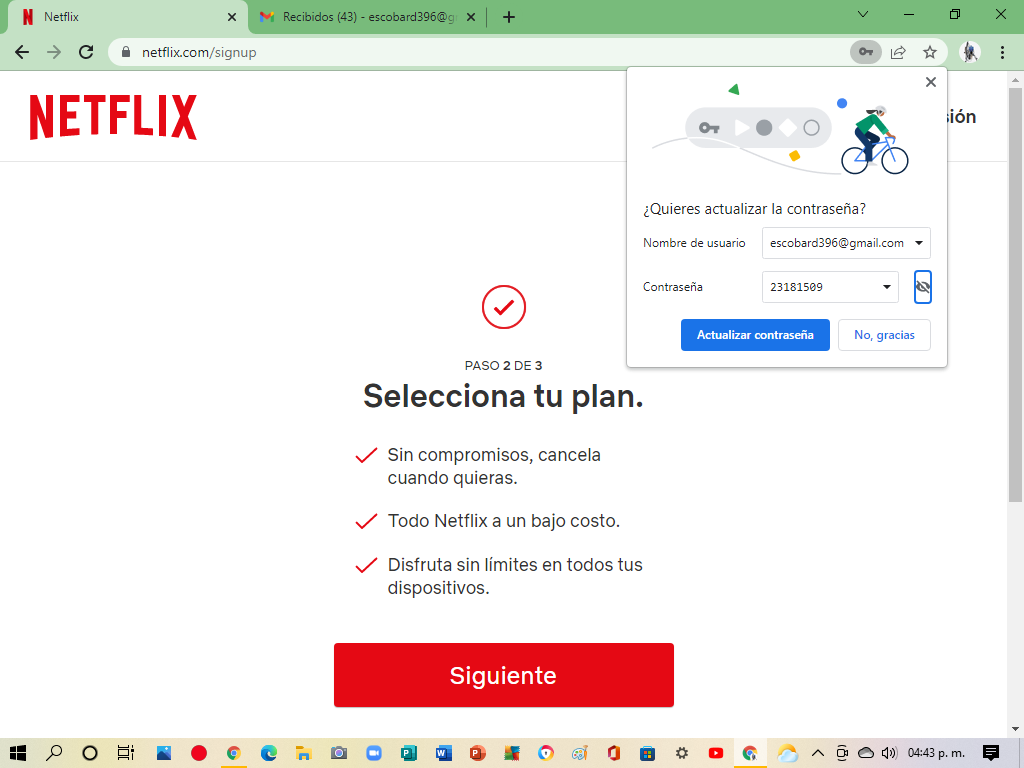 Netflix
Recibidos (43) - escobard396@g
netflix.com/signup
NETFLIX
sión
¿Quieres actualizar la contraseña?
Nombre de usuario
escobard396@gmail.com
Contraseña
23181509
Actualizar contraseña
No, gracias
PASO 2 DE 3
Selecciona tu plan.
Sin compromisos, cancela
cuando quieras.
Todo Netflix a un bajo costo.
Disfruta sin límites en todos tus
dispositivos.
Siguiente
04:43 p. m.